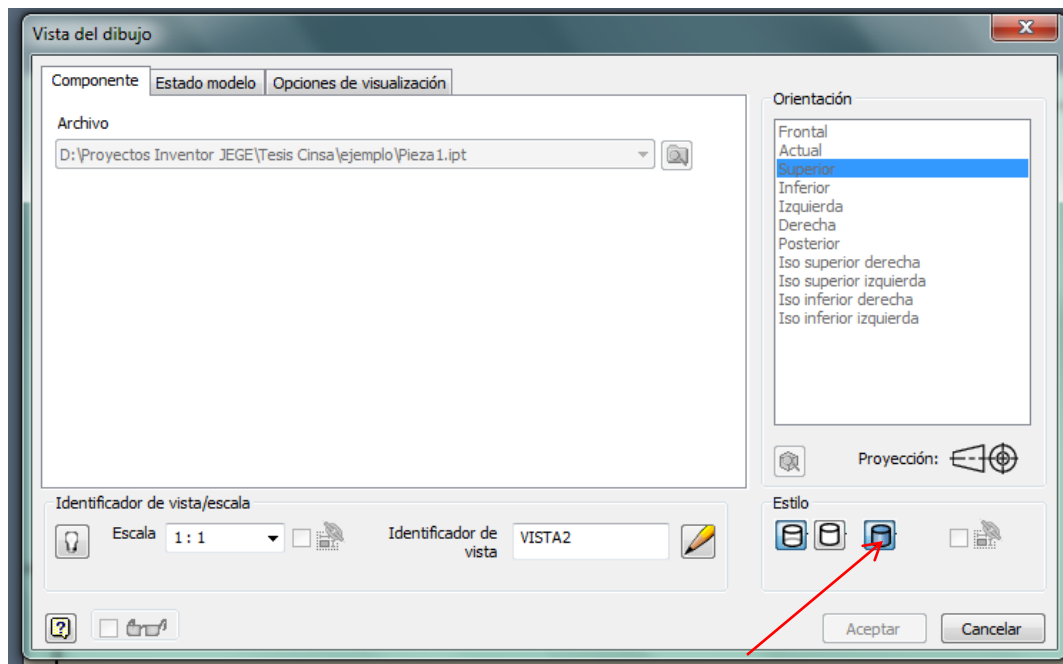 Vista del dibujo
Componente
Estado modelo
Opciones de visualización
Archivo
D:\Proyectos Inventor JEGE\Tesis Cinsa\ejemplo\Pieza1.ipt
Orientación
Frontal
Actual
Superior
Inferior
Izquierda
Derecha
Posterior
Iso superior derecha
Iso superior izquierda
Iso inferior derecha
Iso inferior izquierda
Proyección:
Identificador de vista/escala
Escala
1 : 1
Identificador de
vista
VISTA2
Estilo
Aceptar
Cancelar